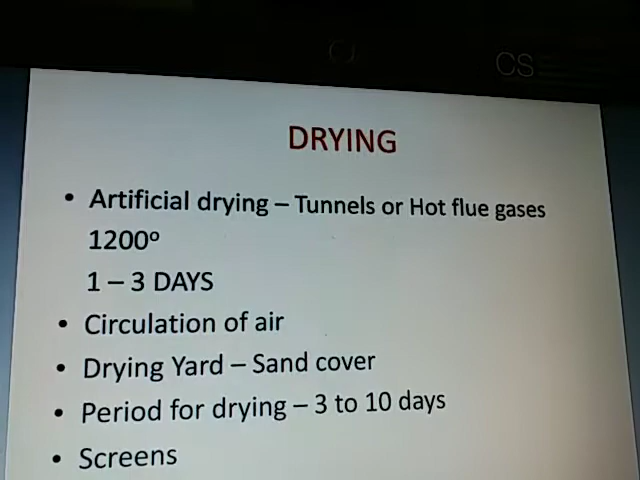 CS
DRYING
• Artificial drying – Tunnels or Hot flue gases
1200º
1 – 3 DAYS
• Circulation of air
• Drying Yard – Sand cover
• Period for drying – 3 to 10 days
• Screens